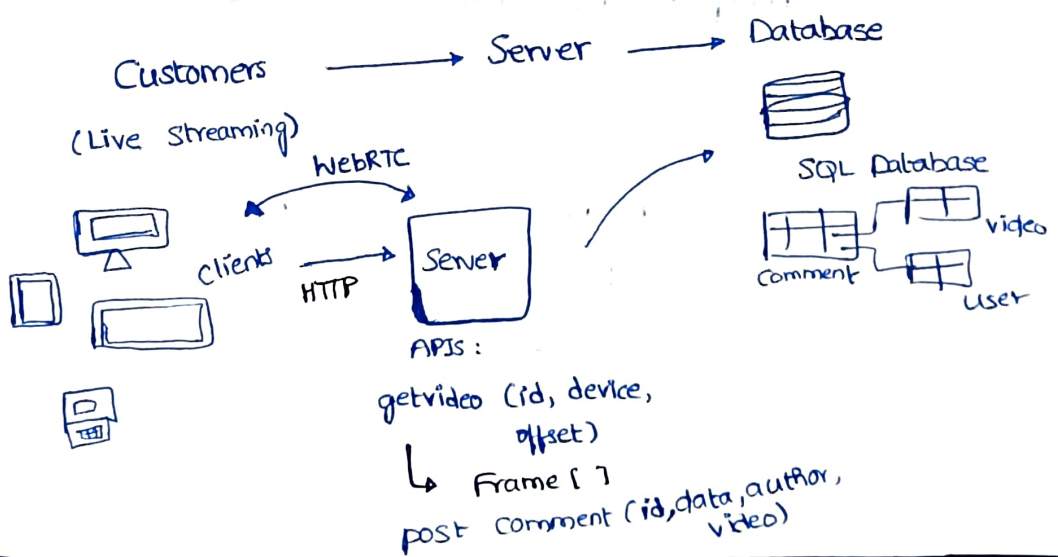 Customers → Server → Database
(Live Streaming)
WebRTC
Clients
HTTP
Server
SQL Database
video
Comment
user
APIs :
getvideo (id, device,
offset)
Frame [ ]
post comment (id, data, author,
video)